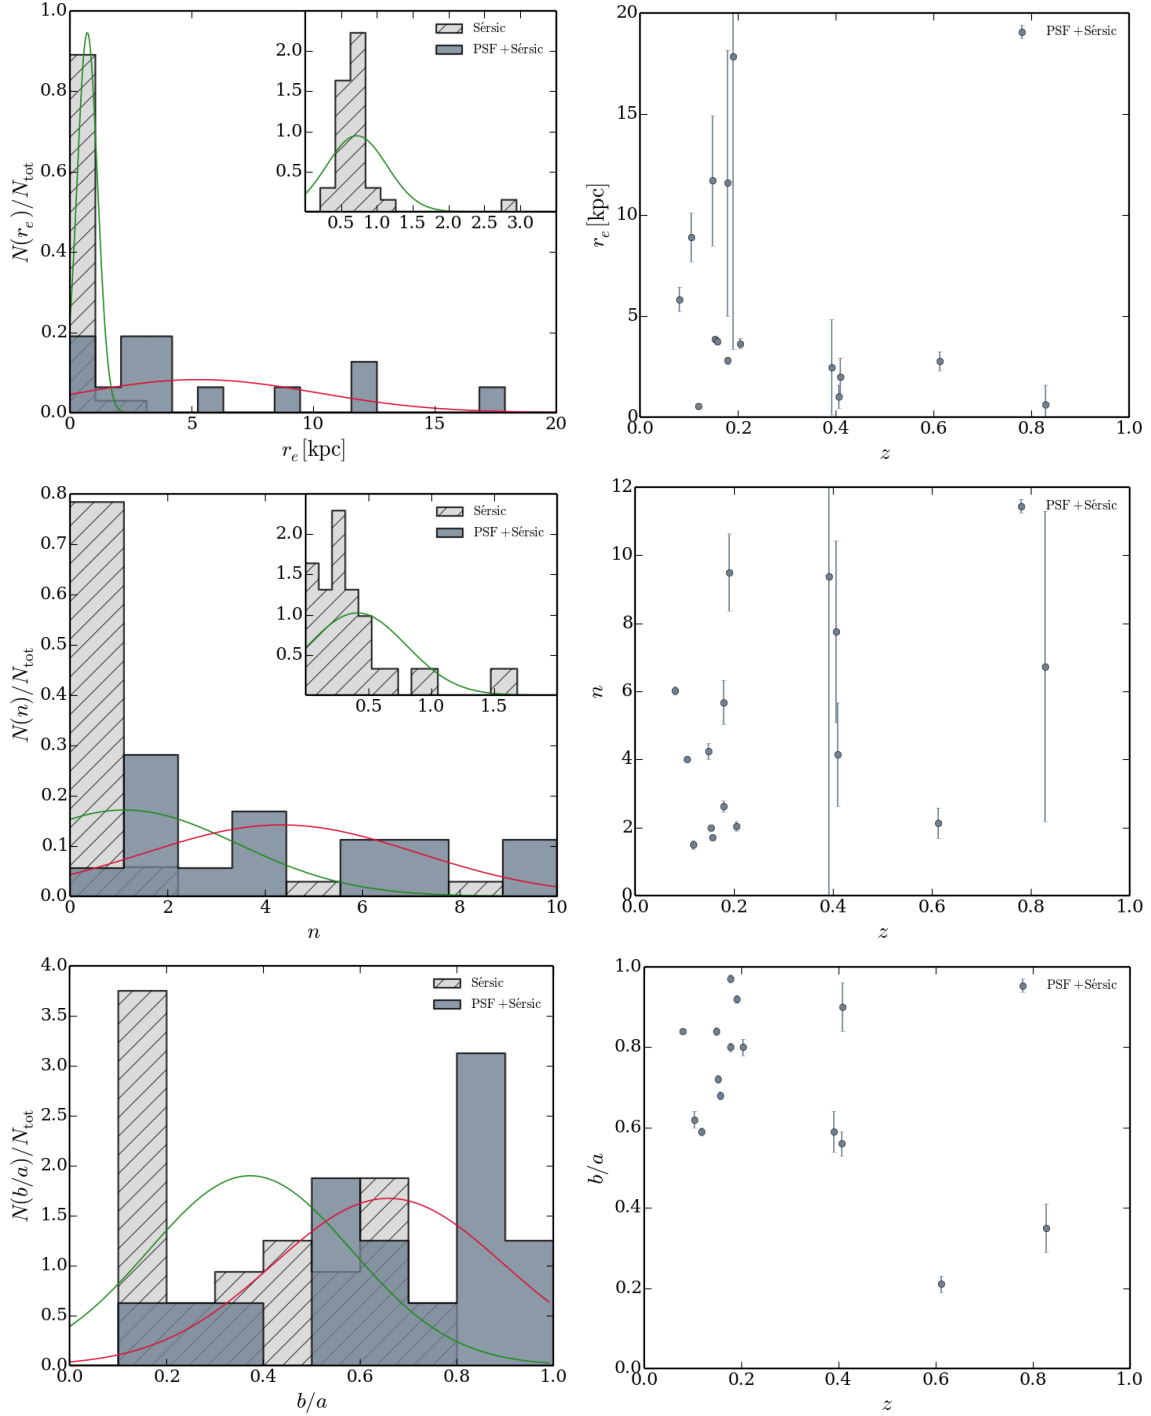 1.0
0.8
0.6
0.4
0.2
0.0
N(r_e)/N_tot
0 5 10 15 20
r_e [kpc]
Sérsic
PSF+Sérsic
2.0
1.5
1.0
0.5
0.5 1.0 1.5 2.0 2.5 3.0
20
15
10
5
0
r_e [kpc]
0.0 0.2 0.4 0.6 0.8 1.0
z
PSF+Sérsic
0.8
0.7
0.6
0.5
0.4
0.3
0.2
0.1
0.0
N(n)/N_tot
0 2 4 6 8 10
n
Sérsic
PSF+Sérsic
2.0
1.5
1.0
0.5
0.5 1.0 1.5
12
10
8
6
4
2
0
n
0.0 0.2 0.4 0.6 0.8 1.0
z
PSF+Sérsic
4.0
3.5
3.0
2.5
2.0
1.5
1.0
0.5
0.0
N(b/a)/N_tot
0.0 0.2 0.4 0.6 0.8 1.0
b/a
Sérsic
PSF+Sérsic
1.0
0.8
0.6
0.4
0.2
0.0
b/a
0.0 0.2 0.4 0.6 0.8 1.0
z
PSF+Sérsic